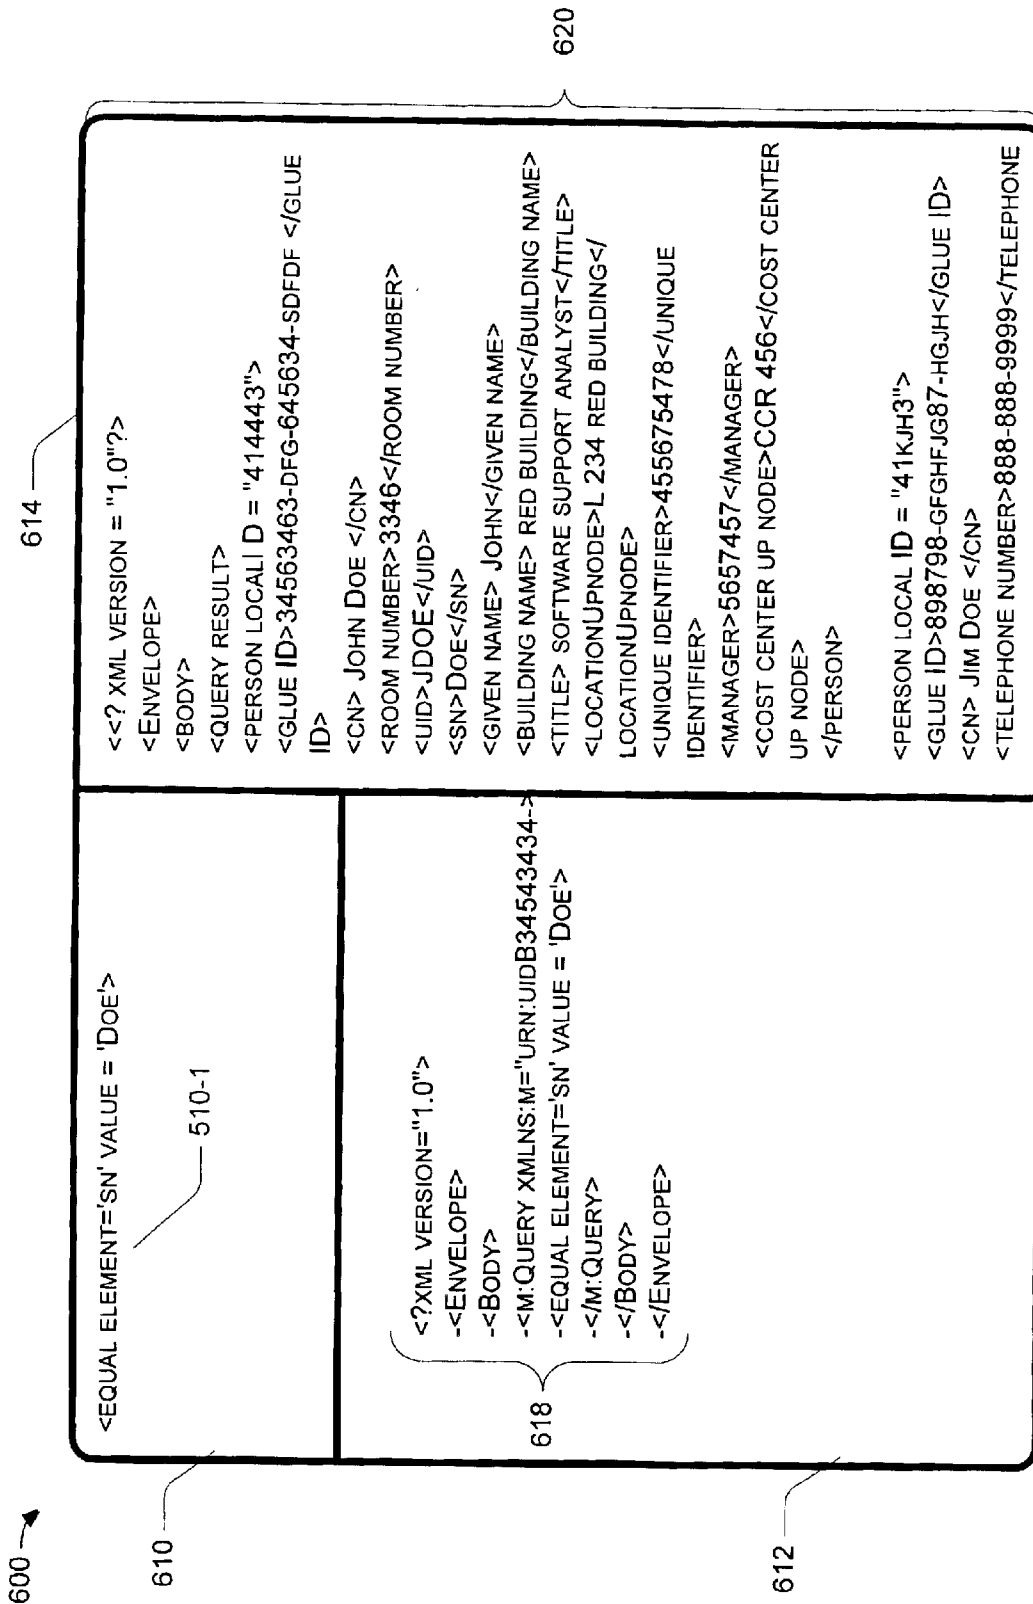 600
610
<EQUAL ELEMENT='SN' VALUE = 'DOE'>
510-1
612
618
<?XML VERSION="1.0">
-<ENVELOPE>
-<BODY>
-<M:QUERY XMLNS:M="URN:UIDB34543434->
-<EQUAL ELEMENT='SN' VALUE = 'DOE'>
-</M:QUERY>
-</BODY>
-</ENVELOPE>
614
<<? XML VERSION = "1.0"?>
<ENVELOPE>
<BODY>
<QUERY RESULT>
<PERSON LOCALI D = "414443">
<GLUE ID>34563463-DFG-645634-SDFDF </GLUE
ID>
<CN> JOHN DOE </CN>
<ROOM NUMBER>3346</ROOM NUMBER>
<UID>JDOE</UID>
<SN>DOE</SN>
<GIVEN NAME> JOHN</GIVEN NAME>
<BUILDING NAME> RED BUILDING</BUILDING NAME>
<TITLE> SOFTWARE SUPPORT ANALYST</TITLE>
<LOCATIONUPNODE>L 234 RED BUILDING</
LOCATIONUPNODE>
<UNIQUE IDENTIFIER>455675478</UNIQUE
IDENTIFIER>
<MANAGER>5657457</MANAGER>
<COST CENTER UP NODE>CCR 456</COST CENTER
UP NODE>
</PERSON>
<PERSON LOCAL ID = "41KJH3">
<GLUE ID>898798-GFGHFJG87-HGJH</GLUE ID>
<CN> JIM DOE </CN>
<TELEPHONE NUMBER>888-888-9999</TELEPHONE
620